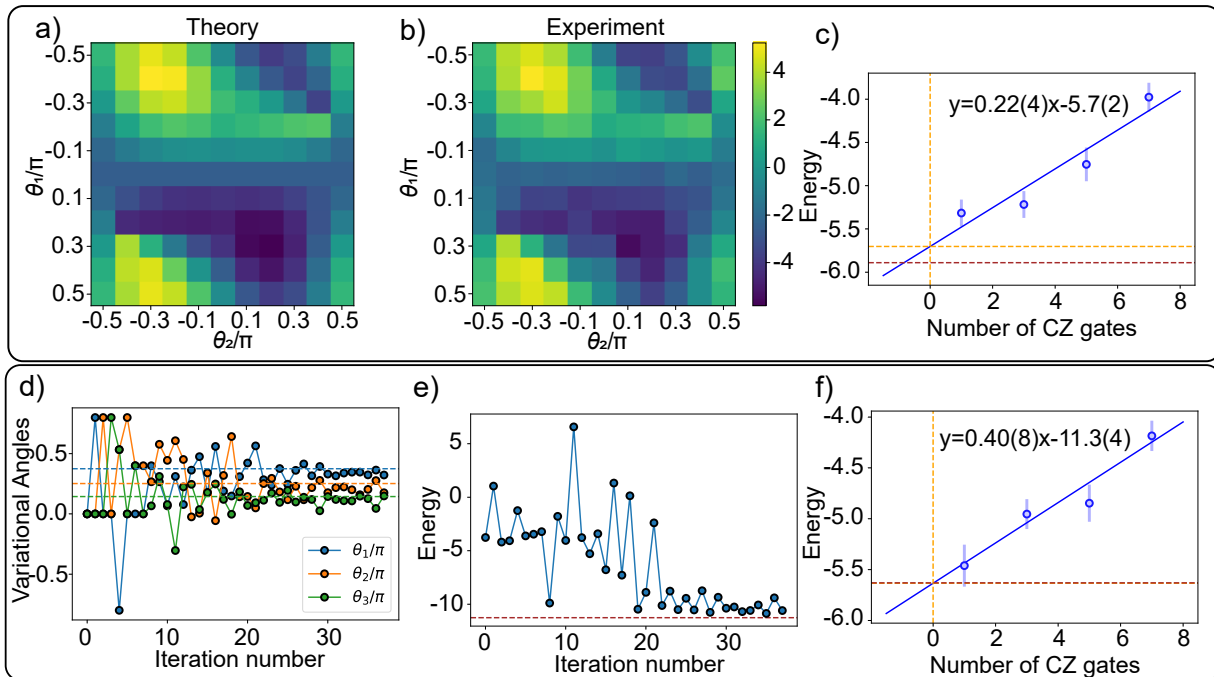 a)
Theory
-0.5
-0.3
-0.1
0.1
0.3
0.5
θ₁/π
-0.5 -0.3 -0.1 0.1 0.3 0.5
θ₂/π
b)
Experiment
-0.5
-0.3
-0.1
0.1
0.3
0.5
θ₁/π
-0.5 -0.3 -0.1 0.1 0.3 0.5
θ₂/π
4
2
0
-2
-4
c)
y=0.22(4)x-5.7(2)
-4.0
-4.5
-5.0
-5.5
-6.0
Energy
0 2 4 6 8
Number of CZ gates
d)
0.5
0.0
-0.5
Variational Angles
θ₁/π
θ₂/π
θ₃/π
0 10 20 30
Iteration number
e)
5
0
-5
-10
Energy
0 10 20 30
Iteration number
f)
y=0.40(8)x-11.3(4)
-4.0
-4.5
-5.0
-5.5
-6.0
Energy
0 2 4 6 8
Number of CZ gates